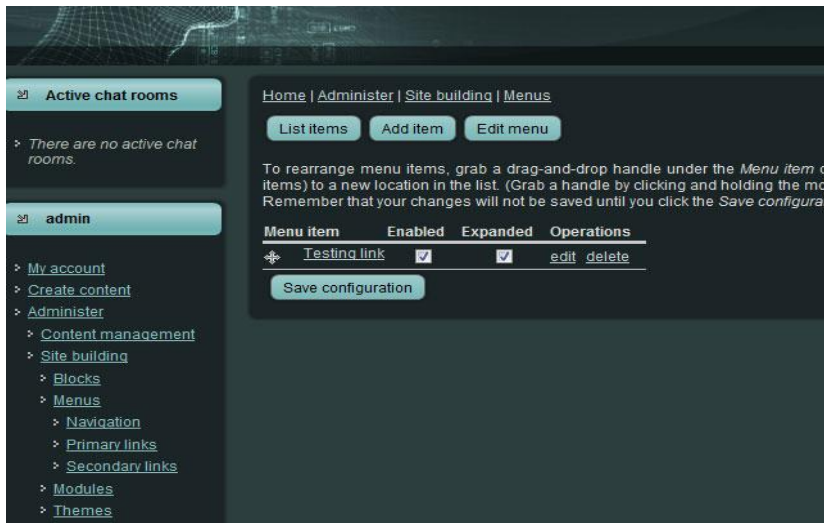 Active chat rooms
There are no active chat
rooms.
admin
My account
Create content
Administer
Content management
Site building
Blocks
Menus
Navigation
Primary links
Secondary links
Modules
Themes
Home | Administer | Site building | Menus
List items Add item Edit menu
To rearrange menu items, grab a drag-and-drop handle under the Menu item
items) to a new location in the list. (Grab a handle by clicking and holding the
Remember that your changes will not be saved until you click the Save
Menu item Enabled Expanded Operations
Testing link edit delete
Save configuration